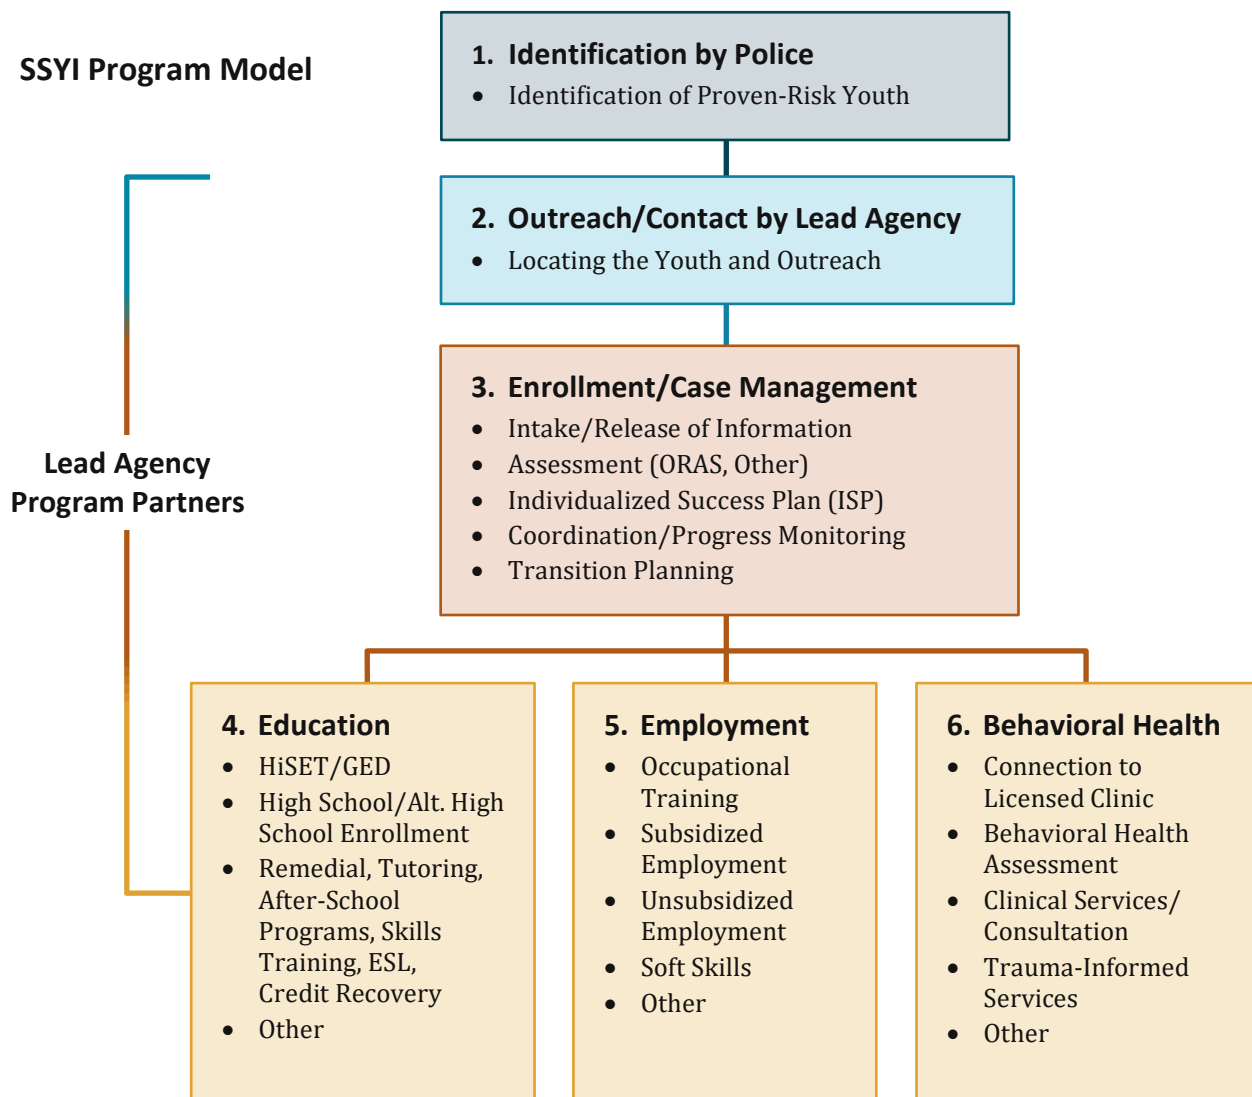 SSYI Program Model
1. Identification by Police
• Identification of Proven-Risk Youth
2. Outreach/Contact by Lead Agency
• Locating the Youth and Outreach
3. Enrollment/Case Management
• Intake/Release of Information
• Assessment (ORAS, Other)
• Individualized Success Plan (ISP)
• Coordination/Progress Monitoring
• Transition Planning
Lead Agency
Program Partners
4. Education
• HiSET/GED
• High School/Alt. High
School Enrollment
• Remedial, Tutoring,
After-School
Programs, Skills
Training, ESL,
Credit Recovery
• Other
5. Employment
• Occupational
Training
• Subsidized
Employment
• Unsubsidized
Employment
• Soft Skills
• Other
6. Behavioral Health
• Connection to
Licensed Clinic
• Behavioral Health
Assessment
• Clinical Services/
Consultation
• Trauma-Informed
Services
• Other